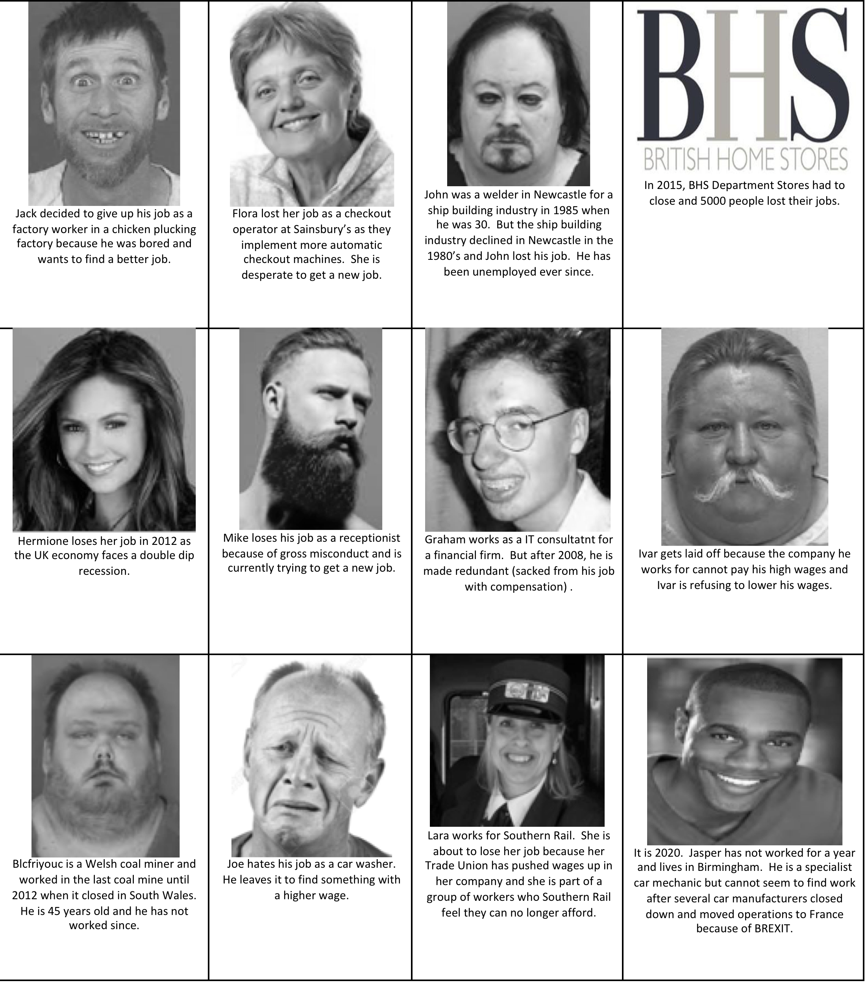 BHS
BRITISH HOME STORES
Jack decided to give up his job as a
factory worker in a chicken plucking
factory because he was bored and
wants to find a better job.
Flora lost her job as a checkout
operator at Sainsbury’s as they
implement more automatic
checkout machines.  She is
desperate to get a new job.
John was a welder in Newcastle for a
ship building industry in 1985 when
he was 30.  But the ship building
industry declined in Newcastle in the
1980’s and John lost his job.  He has
been unemployed ever since.
In 2015, BHS Department Stores had to
close and 5000 people lost their jobs.
Hermione loses her job in 2012 as
the UK economy faces a double dip
recession.
Mike loses his job as a receptionist
because of gross misconduct and is
currently trying to get a new job.
Graham works as a IT consultatnt for
a financial firm.  But after 2008, he is
made redundant (sacked from his job
with compensation) .
Ivar gets laid off because the company he
works for cannot pay his high wages and
Ivar is refusing to lower his wages.
Blcfriyouc is a Welsh coal miner and
worked in the last coal mine until
2012 when it closed in South Wales.
He is 45 years old and he has not
worked since.
Joe hates his job as a car washer.
He leaves it to find something with
a higher wage.
Lara works for Southern Rail.  She is
about to lose her job because her
Trade Union has pushed wages up in
her company and she is part of a
group of workers who Southern Rail
feel they can no longer afford.
It is 2020.  Jasper has not worked for a year
and lives in Birmingham.  He is a specialist
car mechanic but cannot seem to find work
after several car manufacturers closed
down and moved operations to France
because of BREXIT.